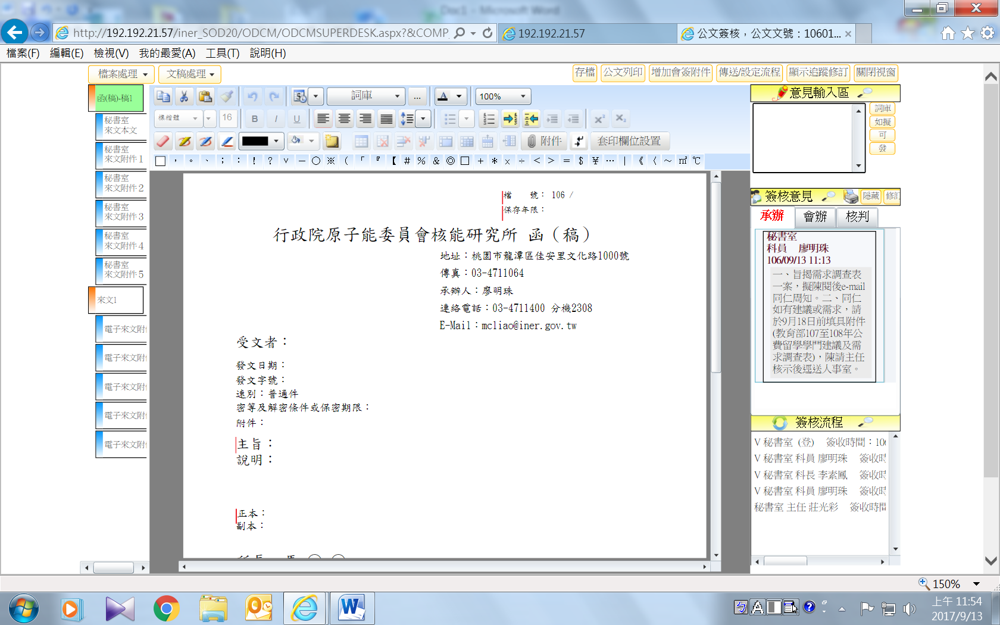 Doc1 - Microsoft Word
http://192.192.21.57/iner_SOD20/ODCM/ODCMSUPERDESK.aspx?&COMP_
192.192.21.57
公文簽核，公文文號：10601...
檔案(F) 編輯(E) 檢視(V) 我的最愛(A) 工具(T) 說明(H)
檔案處理 文稿處理
存檔 公文列印 增加會簽附件 傳送/設定流程 顯示追蹤修訂 關閉視窗
函(稿)-稿1
秘書室
來文本文
秘書室
來文附件1
秘書室
來文附件2
秘書室
來文附件3
秘書室
來文附件4
秘書室
來文附件5
來文1
電子來文附
電子來文附
電子來文附
電子來文附
電子來文附
詞庫 ... A 100%
標楷體 16 B I U
附件 套印欄位設置
， 。 、 ； ： ！ ？ ˅ — ○ ※ （ 「 『 【 # % & ◎ □ + * x ÷ < > = $ ¥ … | 《 〈 ～ ㎡ ℃
檔　號： 106 /
保存年限：
行政院原子能委員會核能研究所 函（稿）
地址：桃園市龍潭區佳安里文化路1000號
傳真：03-4711064
承辦人：廖明珠
連絡電話：03-4711400 分機2308
E-Mail：mcliao@iner.gov.tw
受文者：
發文日期：
發文字號：
速別：普通件
密等及解密條件或保密期限：
附件：
主旨：
說明：
正本：
副本：
意見輸入區
詞庫
如擬
可
發
簽核意見 隱藏 修訂
承辦 會辦 核判
秘書室
科員 廖明珠
106/09/13 11:13
一、旨揭需求調查表
一案，擬陳閱後e-mail
同仁周知。二、同仁
如有建議或需求，請
於9月18日前填具附件
(教育部107至108年公
費留學學門建議及需
求調查表)，陳請主任
核示後逕送人事室。
簽核流程
V 秘書室 (登) 簽收時間：10
V 秘書室 科員 廖明珠 簽收時
V 秘書室 科長 李素鳳 簽收時
V 秘書室 科員 廖明珠 簽收時
秘書室 主任 莊光彩 簽收時間
150%
上午 11:54
2017/9/13